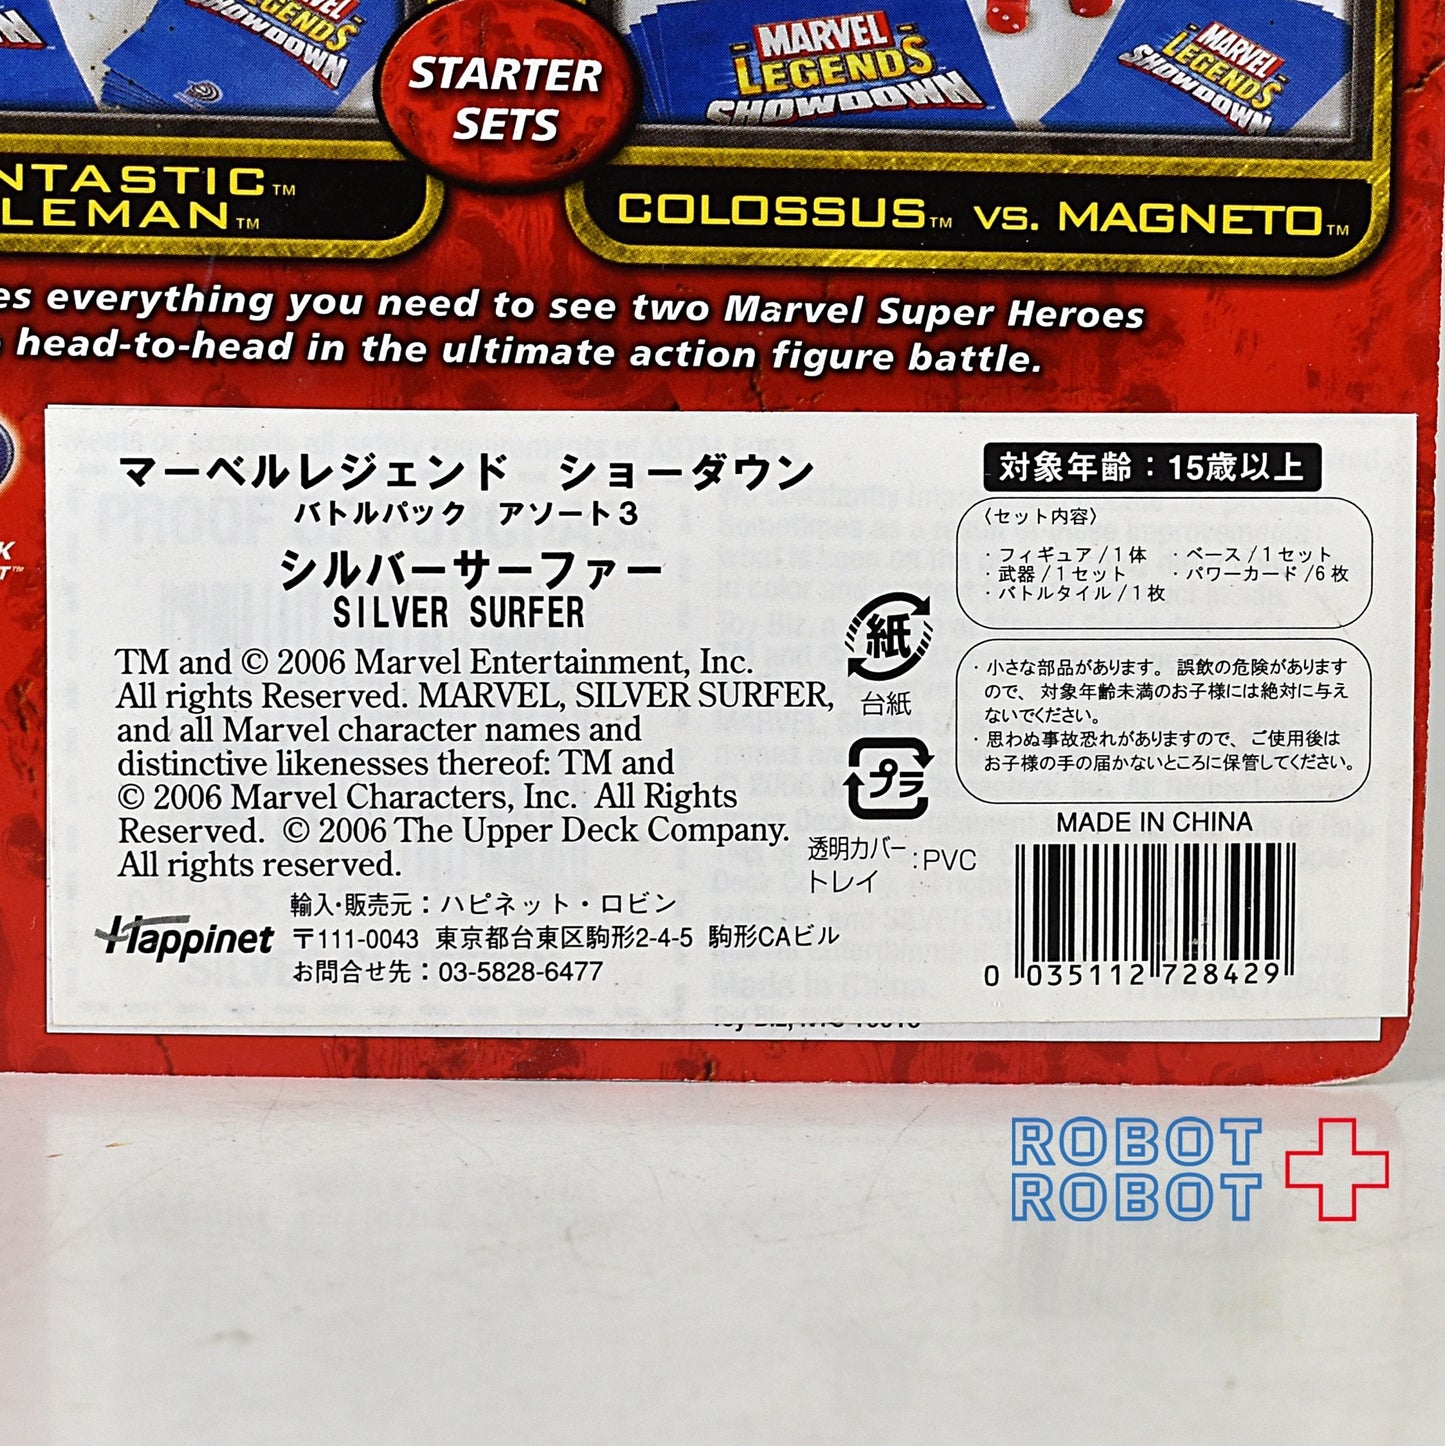 MARVEL
LEGENDS
SHOWDOWN
STARTER
SETS
MARVEL
LEGENDS
SHOWDOWN
MARVEL
LEGENDS
SHOWDOWN
NTASTIC™
LEMAN™
COLOSSUS™ VS. MAGNETO™
es everything you need to see two Marvel Super Heroes
head-to-head in the ultimate action figure battle.
マーベルレジェンド ショーダウン
バトルパック アソート3
シルバーサーファー
SILVER SURFER
TM and © 2006 Marvel Entertainment, Inc.
All rights Reserved. MARVEL, SILVER SURFER,
and all Marvel character names and
distinctive likenesses thereof: TM and
© 2006 Marvel Characters, Inc. All Rights
Reserved. © 2006 The Upper Deck Company.
All rights reserved.
Happinet
輸入・販売元：ハピネット・ロビン
〒111-0043 東京都台東区駒形2-4-5 駒形CAビル
お問合せ先：03-5828-6477
紙
台紙
プラ
透明カバー
トレイ
:PVC
対象年齢：15歳以上
〈セット内容〉
・フィギュア/1体 ・ベース/1セット
・武器/1セット ・パワーカード/6枚
・バトルタイル/1枚
・小さな部品があります。誤飲の危険があります
ので、対象年齢未満のお子様には絶対に与え
ないでください。
・思わぬ事故恐れがありますので、ご使用後は
お子様の手の届かないところに保管してください。
MADE IN CHINA
0 035112 728429
ROBOT
ROBOT